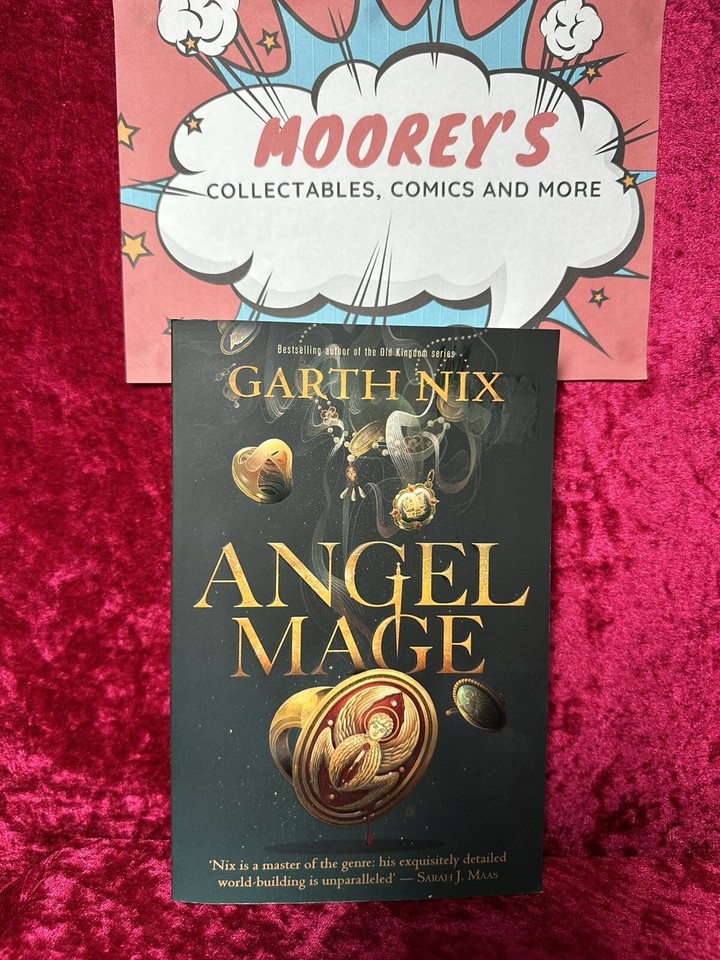 MOOREY'S
COLLECTABLES, COMICS AND MORE
Bestselling author of the Old Kingdom series
GARTH NIX
ANGEL
MAGE
'Nix is a master of the genre: his exquisitely detailed
world-building is unparalleled' — SARAH J. MAAS